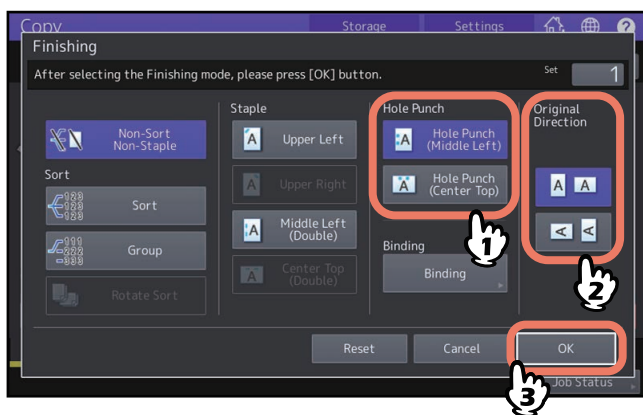 Copy
Storage
Settings
?
Finishing
After selecting the Finishing mode, please press [OK] button.
Set
1
Non-Sort
Non-Staple
Sort
Sort
Group
Rotate Sort
Staple
A
Upper Left
A
Upper Right
A
Middle Left
(Double)
A
Center Top
(Double)
Hole Punch
A
Hole Punch
(Middle Left)
A
Hole Punch
(Center Top)
1
Binding
Binding
Original
Direction
A A
A A
2
Reset
Cancel
OK
3
Job Status